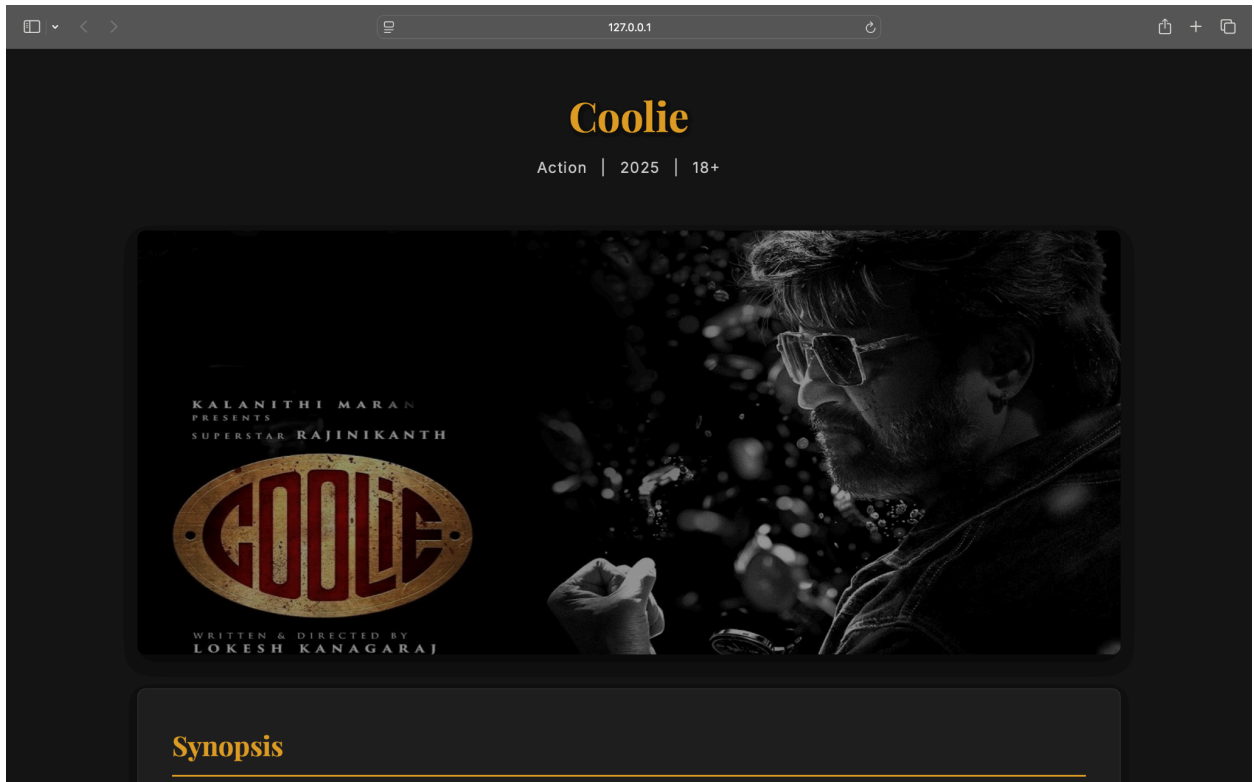 127.0.0.1
Coolie
Action | 2025 | 18+
KALANITHI MARAN
PRESENTS
SUPERSTAR RAJINIKANTH
COOLiE
WRITTEN & DIRECTED BY
LOKESH KANAGARAJ
Synopsis